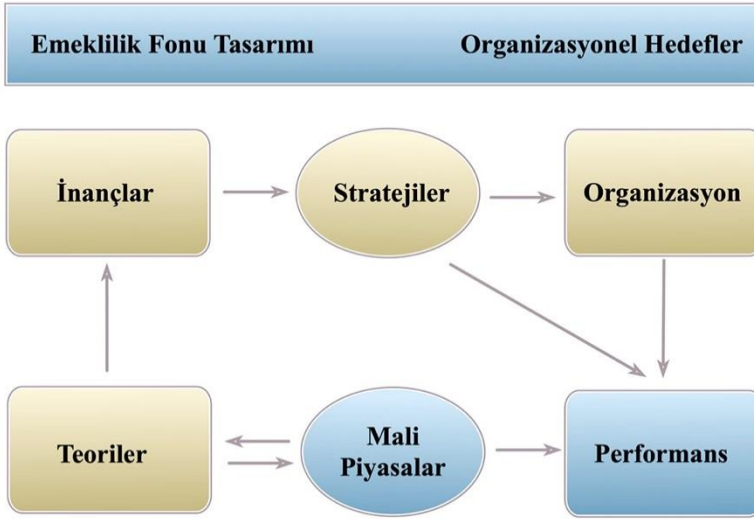 Emeklilik Fonu Tasarımı
Organizasyonel Hedefler
İnançlar
Stratejiler
Organizasyon
Teoriler
Mali
Piyasalar
Performans